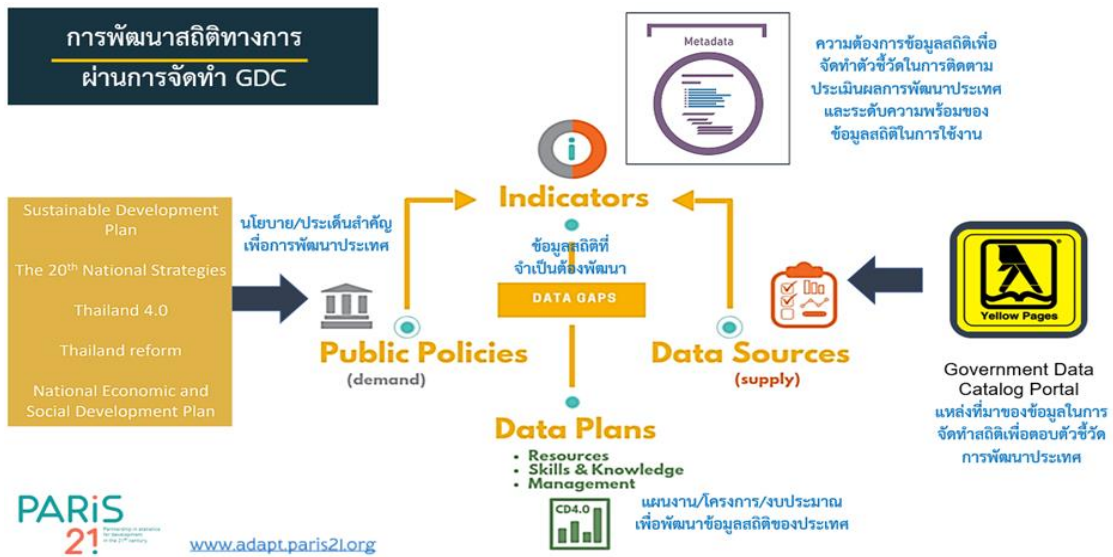 การพัฒนาสถิติทางการ
ผ่านการจัดทำ GDC
Metadata
ความต้องการข้อมูลสถิติเพื่อ
จัดทำตัวชี้วัดในการติดตาม
ประเมินผลการพัฒนาประเทศ
และระดับความพร้อมของ
ข้อมูลสถิติในการใช้งาน
i
Indicators
Sustainable Development
Plan
The 20th National Strategies
Thailand 4.0
Thailand reform
National Economic and
Social Development Plan
นโยบาย/ประเด็นสำคัญ
เพื่อการพัฒนาประเทศ
ข้อมูลสถิติที่
จำเป็นต้องพัฒนา
DATA GAPS
Public Policies
(demand)
Data Sources
(supply)
Yellow Pages
Government Data
Catalog Portal
แหล่งที่มาของข้อมูลในการ
จัดทำสถิติเพื่อตอบตัวชี้วัด
การพัฒนาประเทศ
Data Plans
• Resources
• Skills & Knowledge
• Management
CD4.0
แผนงาน/โครงการ/งบประมาณ
เพื่อพัฒนาข้อมูลสถิติของประเทศ
PARiS
21
Partnership in statistics
for development
in the 21st century
www.adapt.paris21.org